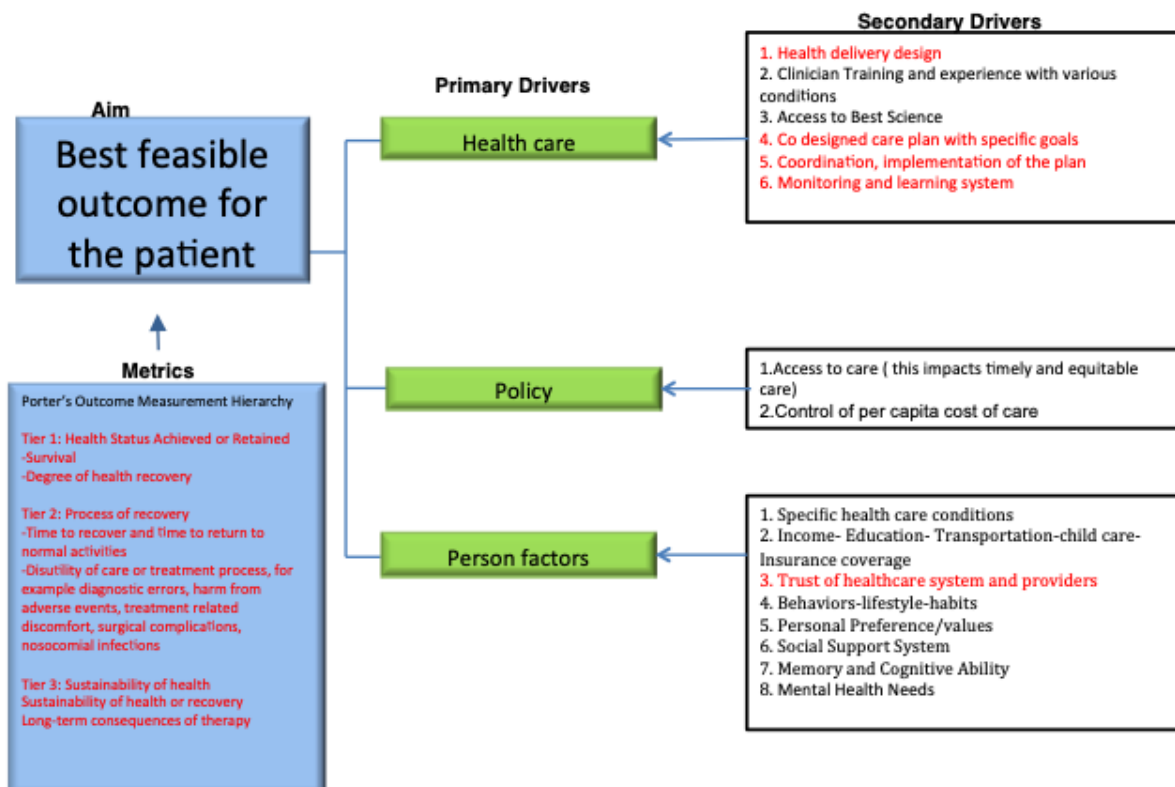 Aim
Best feasible
outcome for
the patient
Metrics
Porter's Outcome Measurement Hierarchy
Tier 1: Health Status Achieved or Retained
-Survival
-Degree of health recovery
Tier 2: Process of recovery
-Time to recover and time to return to
normal activities
-Disutility of care or treatment process, for
example diagnostic errors, harm from
adverse events, treatment related
discomfort, surgical complications,
nosocomial infections
Tier 3: Sustainability of health
Sustainability of health or recovery
Long-term consequences of therapy
Primary Drivers
Health care
Policy
Person factors
Secondary Drivers
1. Health delivery design
2. Clinician Training and experience with various
conditions
3. Access to Best Science
4. Co designed care plan with specific goals
5. Coordination, implementation of the plan
6. Monitoring and learning system
1.Access to care ( this impacts timely and equitable
care)
2.Control of per capita cost of care
1. Specific health care conditions
2. Income- Education- Transportation-child care-
Insurance coverage
3. Trust of healthcare system and providers
4. Behaviors-lifestyle-habits
5. Personal Preference/values
6. Social Support System
7. Memory and Cognitive Ability
8. Mental Health Needs